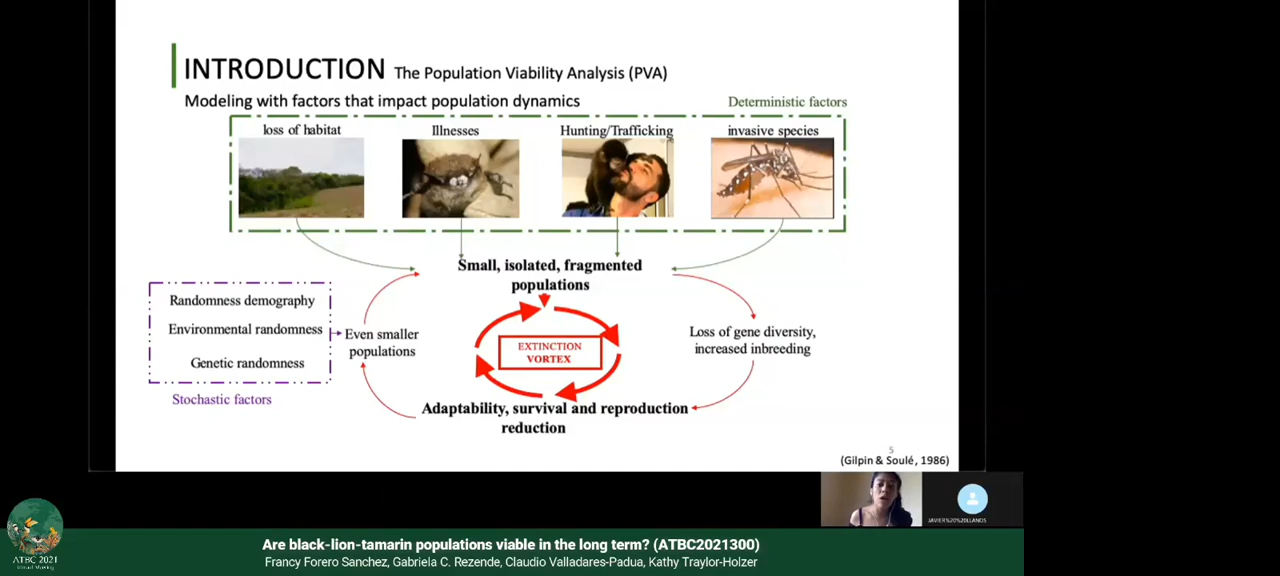 INTRODUCTION The Population Viability Analysis (PVA)
Modeling with factors that impact population dynamics
Deterministic factors
loss of habitat
Illnesses
Hunting/Trafficking
invasive species
Small, isolated, fragmented
populations
Randomness demography
Environmental randomness
Genetic randomness
Stochastic factors
Even smaller
populations
EXTINCTION
VORTEX
Loss of gene diversity,
increased inbreeding
Adaptability, survival and reproduction
reduction
5
(Gilpin & Soulé, 1986)
JAVIER%20%20LLANOS
ATBC 2021
Are black-lion-tamarin populations viable in the long term? (ATBC2021300)
Francy Forero Sanchez, Gabriela C. Rezende, Claudio Valladares-Padua, Kathy Traylor-Holzer